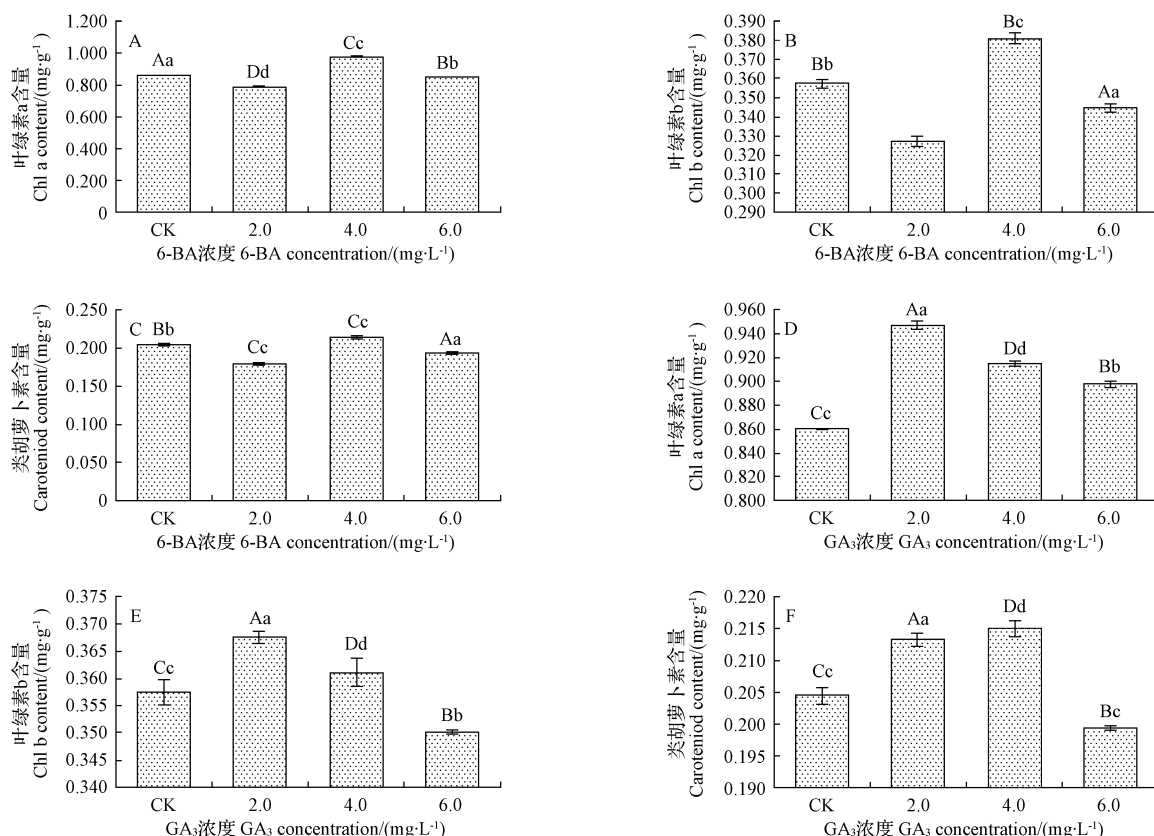 1.200
1.000
0.800
0.600
0.400
0.200
0
叶绿素a含量
Chl a content/(mg·g-1)
A
Aa
Dd
Cc
Bb
CK 2.0 4.0 6.0
6-BA浓度 6-BA concentration/(mg·L-1)
0.390
0.380
0.370
0.360
0.350
0.340
0.330
0.320
0.310
0.300
0.290
叶绿素b含量
Chl b content/(mg·g-1)
B
Bb
Bc
Aa
CK 2.0 4.0 6.0
6-BA浓度 6-BA concentration/(mg·L-1)
0.250
0.200
0.150
0.100
0.050
0
类胡萝卜素含量
Caroteniod content/(mg·g-1)
C
Bb
Cc
Cc
Aa
CK 2.0 4.0 6.0
6-BA浓度 6-BA concentration/(mg·L-1)
0.960
0.940
0.920
0.900
0.880
0.860
0.840
0.820
0.800
叶绿素a含量
Chl a content/(mg·g-1)
D
Cc
Aa
Dd
Bb
CK 2.0 4.0 6.0
GA3浓度 GA3 concentration/(mg·L-1)
0.375
0.370
0.365
0.360
0.355
0.350
0.345
0.340
叶绿素b含量
Chl b content/(mg·g-1)
E
Cc
Aa
Dd
Bb
CK 2.0 4.0 6.0
GA3浓度 GA3 concentration/(mg·L-1)
0.220
0.215
0.210
0.205
0.200
0.195
0.190
类胡萝卜素含量
Caroteniod content/(mg·g-1)
F
Cc
Aa
Dd
Bc
CK 2.0 4.0 6.0
GA3浓度 GA3 concentration/(mg·L-1)